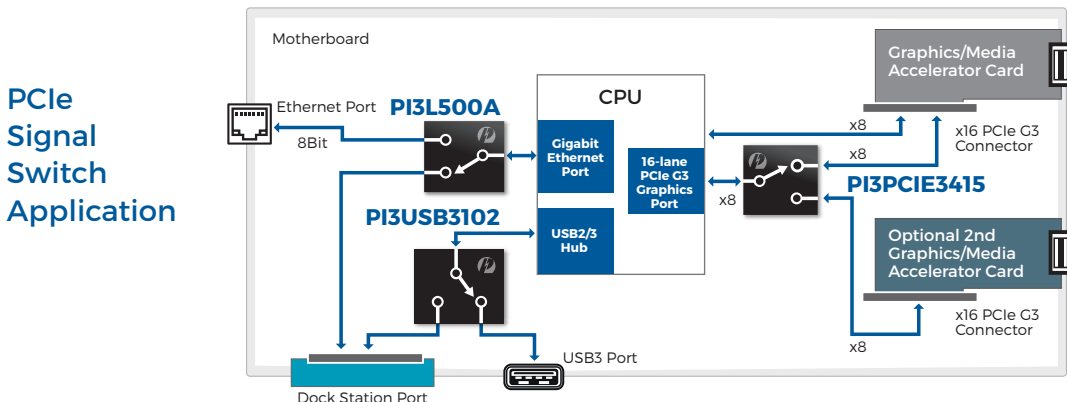 PCIe
Signal
Switch
Application
Motherboard
Ethernet Port
8Bit
PI3L500A
CPU
Gigabit
Ethernet
Port
16-lane
PCIe G3
Graphics
Port
USB2/3
Hub
PI3USB3102
x8
x8
x8
PI3PCIE3415
Graphics/Media
Accelerator Card
x16 PCIe G3
Connector
Optional 2nd
Graphics/Media
Accelerator Card
x16 PCIe G3
Connector
x8
USB3 Port
Dock Station Port